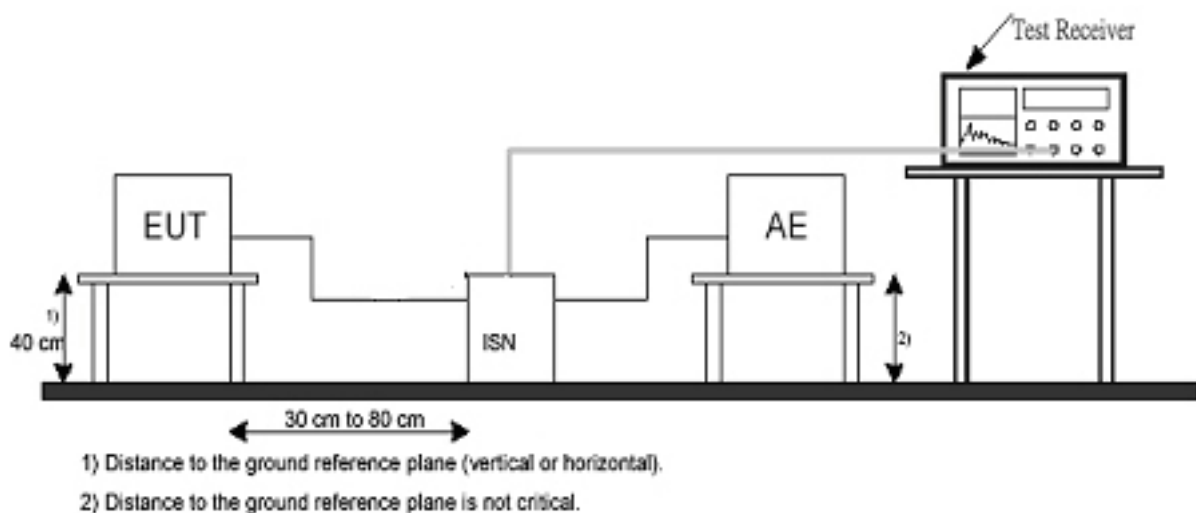 Test Receiver
EUT
AE
ISN
1)
40 cm
2)
30 cm to 80 cm
1) Distance to the ground reference plane (vertical or horizontal).
2) Distance to the ground reference plane is not critical.